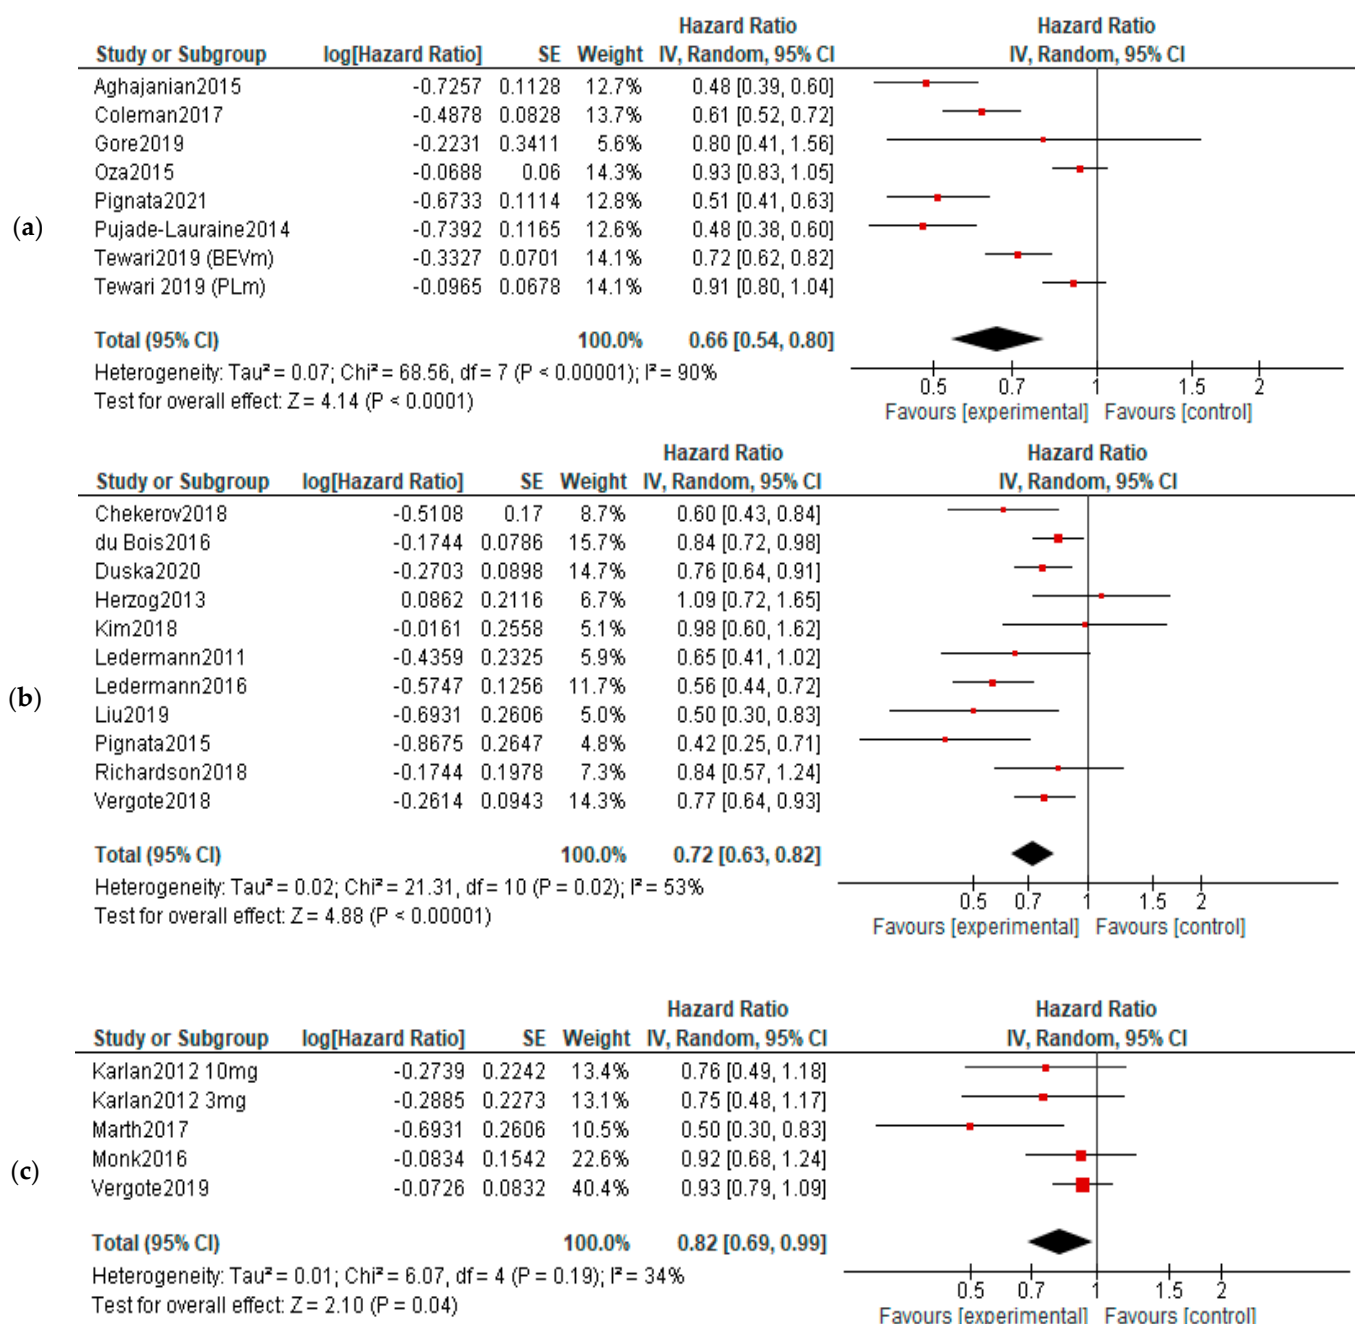 Hazard Ratio Hazard Ratio
Study or Subgroup log[Hazard Ratio] SE Weight IV, Random, 95% CI IV, Random, 95% CI
Aghajanian2015 -0.7257 0.1128 12.7% 0.48 [0.39, 0.60]
Coleman2017 -0.4878 0.0828 13.7% 0.61 [0.52, 0.72]
Gore2019 -0.2231 0.3411 5.6% 0.80 [0.41, 1.56]
Oza2015 -0.0688 0.06 14.3% 0.93 [0.83, 1.05]
Pignata2021 -0.6733 0.1114 12.8% 0.51 [0.41, 0.63]
(a) Pujade-Lauraine2014 -0.7392 0.1165 12.6% 0.48 [0.38, 0.60]
Tewari2019 (BEVm) -0.3327 0.0701 14.1% 0.72 [0.62, 0.82]
Tewari 2019 (PLm) -0.0965 0.0678 14.1% 0.91 [0.80, 1.04]
Total (95% CI) 100.0% 0.66 [0.54, 0.80]
Heterogeneity: Tau² = 0.07; Chi² = 68.56, df = 7 (P < 0.00001); I² = 90%
0.5 0.7 1 1.5 2
Test for overall effect: Z = 4.14 (P < 0.0001)
Favours [experimental] Favours [control]
Hazard Ratio Hazard Ratio
Study or Subgroup log[Hazard Ratio] SE Weight IV, Random, 95% CI IV, Random, 95% CI
Chekerov2018 -0.5108 0.17 8.7% 0.60 [0.43, 0.84]
du Bois2016 -0.1744 0.0786 15.7% 0.84 [0.72, 0.98]
Duska2020 -0.2703 0.0898 14.7% 0.76 [0.64, 0.91]
Herzog2013 0.0862 0.2116 6.7% 1.09 [0.72, 1.65]
Kim2018 -0.0161 0.2558 5.1% 0.98 [0.60, 1.62]
Ledermann2011 -0.4359 0.2325 5.9% 0.65 [0.41, 1.02]
(b) Ledermann2016 -0.5747 0.1256 11.7% 0.56 [0.44, 0.72]
Liu2019 -0.6931 0.2606 5.0% 0.50 [0.30, 0.83]
Pignata2015 -0.8675 0.2647 4.8% 0.42 [0.25, 0.71]
Richardson2018 -0.1744 0.1978 7.3% 0.84 [0.57, 1.24]
Vergote2018 -0.2614 0.0943 14.3% 0.77 [0.64, 0.93]
Total (95% CI) 100.0% 0.72 [0.63, 0.82]
Heterogeneity: Tau² = 0.02; Chi² = 21.31, df = 10 (P = 0.02); I² = 53%
0.5 0.7 1 1.5 2
Test for overall effect: Z = 4.88 (P < 0.00001)
Favours [experimental] Favours [control]
Hazard Ratio Hazard Ratio
Study or Subgroup log[Hazard Ratio] SE Weight IV, Random, 95% CI IV, Random, 95% CI
Karlan2012 10mg -0.2739 0.2242 13.4% 0.76 [0.49, 1.18]
Karlan2012 3mg -0.2885 0.2273 13.1% 0.75 [0.48, 1.17]
Marth2017 -0.6931 0.2606 10.5% 0.50 [0.30, 0.83]
(c) Monk2016 -0.0834 0.1542 22.6% 0.92 [0.68, 1.24]
Vergote2019 -0.0726 0.0832 40.4% 0.93 [0.79, 1.09]
Total (95% CI) 100.0% 0.82 [0.69, 0.99]
Heterogeneity: Tau² = 0.01; Chi² = 6.07, df = 4 (P = 0.19); I² = 34%
0.5 0.7 1 1.5 2
Test for overall effect: Z = 2.10 (P = 0.04)
Favours [experimental] Favours [control]